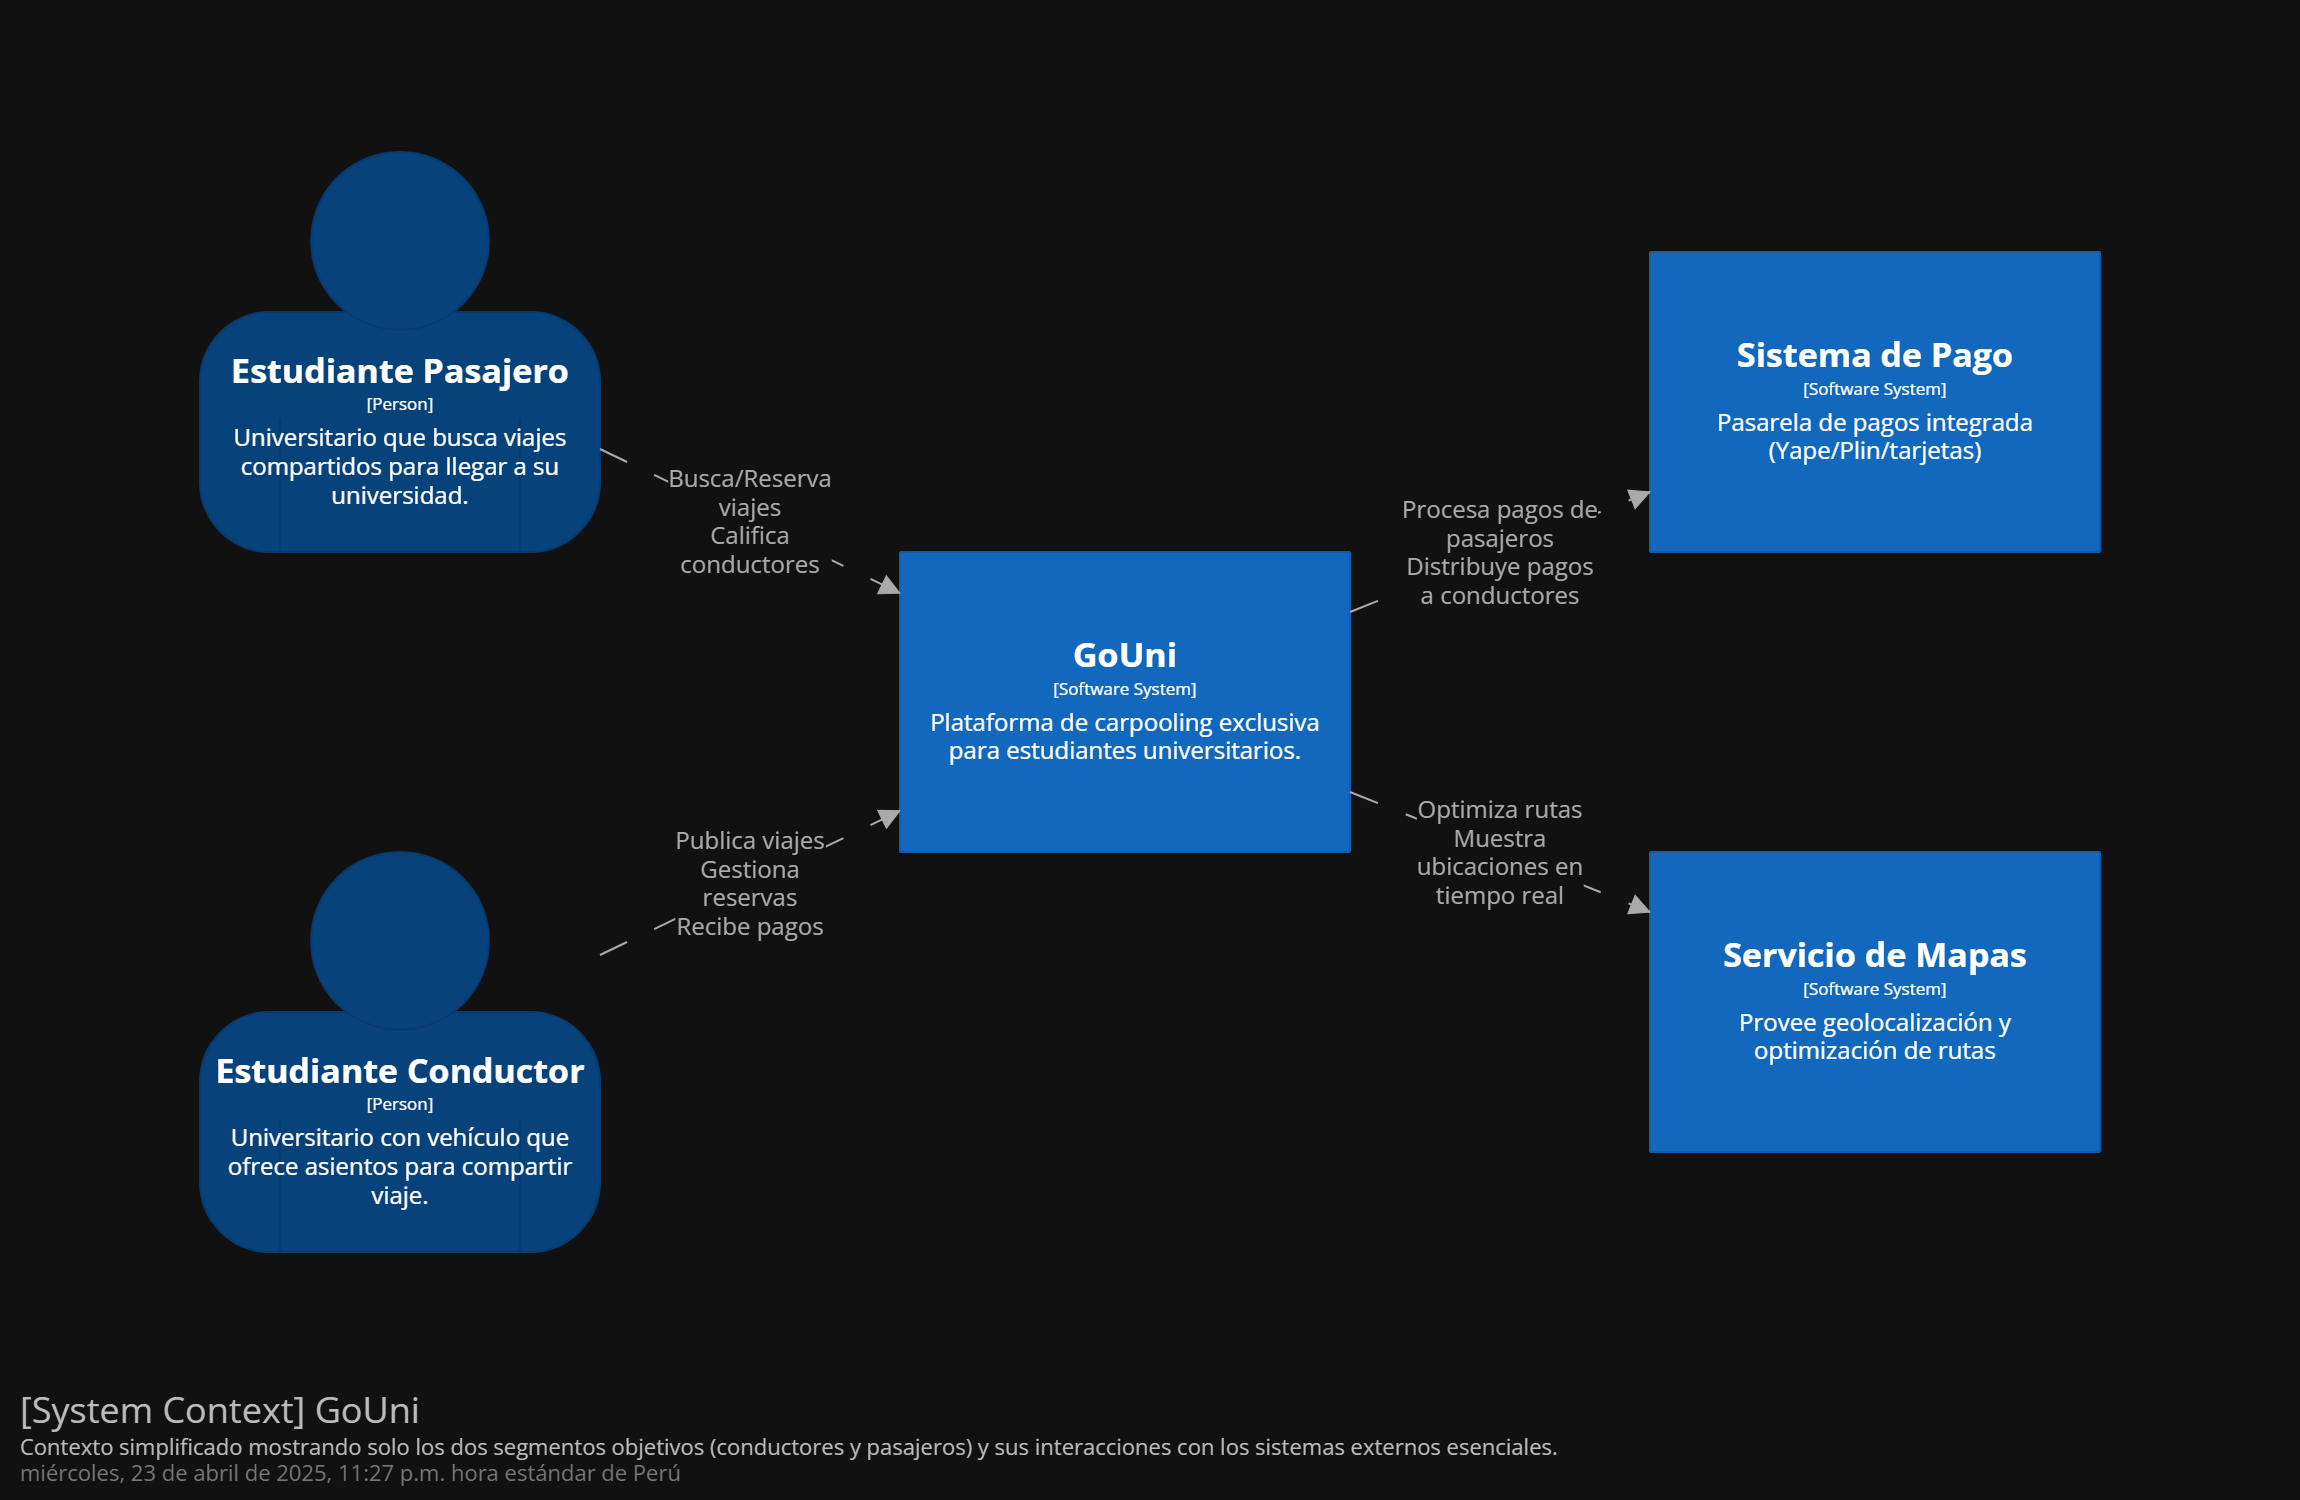 Estudiante Pasajero
[Person]
Universitario que busca viajes
compartidos para llegar a su
universidad.
Busca/Reserva
viajes
Califica
conductores
Sistema de Pago
[Software System]
Pasarela de pagos integrada
(Yape/Plin/tarjetas)
Procesa pagos de
pasajeros
Distribuye pagos
a conductores
GoUni
[Software System]
Plataforma de carpooling exclusiva
para estudiantes universitarios.
Publica viajes
Gestiona
reservas
Recibe pagos
Optimiza rutas
Muestra
ubicaciones en
tiempo real
Estudiante Conductor
[Person]
Universitario con vehículo que
ofrece asientos para compartir
viaje.
Servicio de Mapas
[Software System]
Provee geolocalización y
optimización de rutas
[System Context] GoUni
Contexto simplificado mostrando solo los dos segmentos objetivos (conductores y pasajeros) y sus interacciones con los sistemas externos esenciales.
miércoles, 23 de abril de 2025, 11:27 p.m. hora estándar de Perú